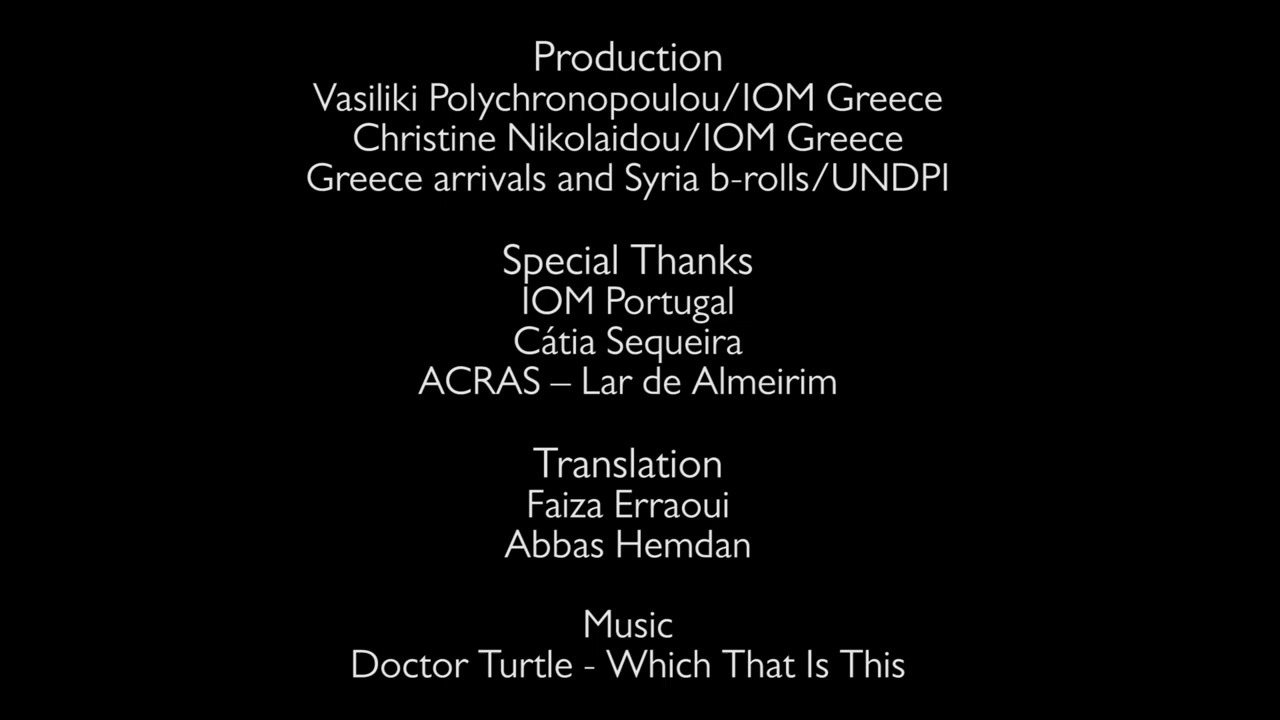 Production
Vasiliki Polychronopoulou/IOM Greece
Christine Nikolaidou/IOM Greece
Greece arrivals and Syria b-rolls/UNDPI
Special Thanks
IOM Portugal
Cátia Sequeira
ACRAS – Lar de Almeirim
Translation
Faiza Erraoui
Abbas Hemdan
Music
Doctor Turtle - Which That Is This